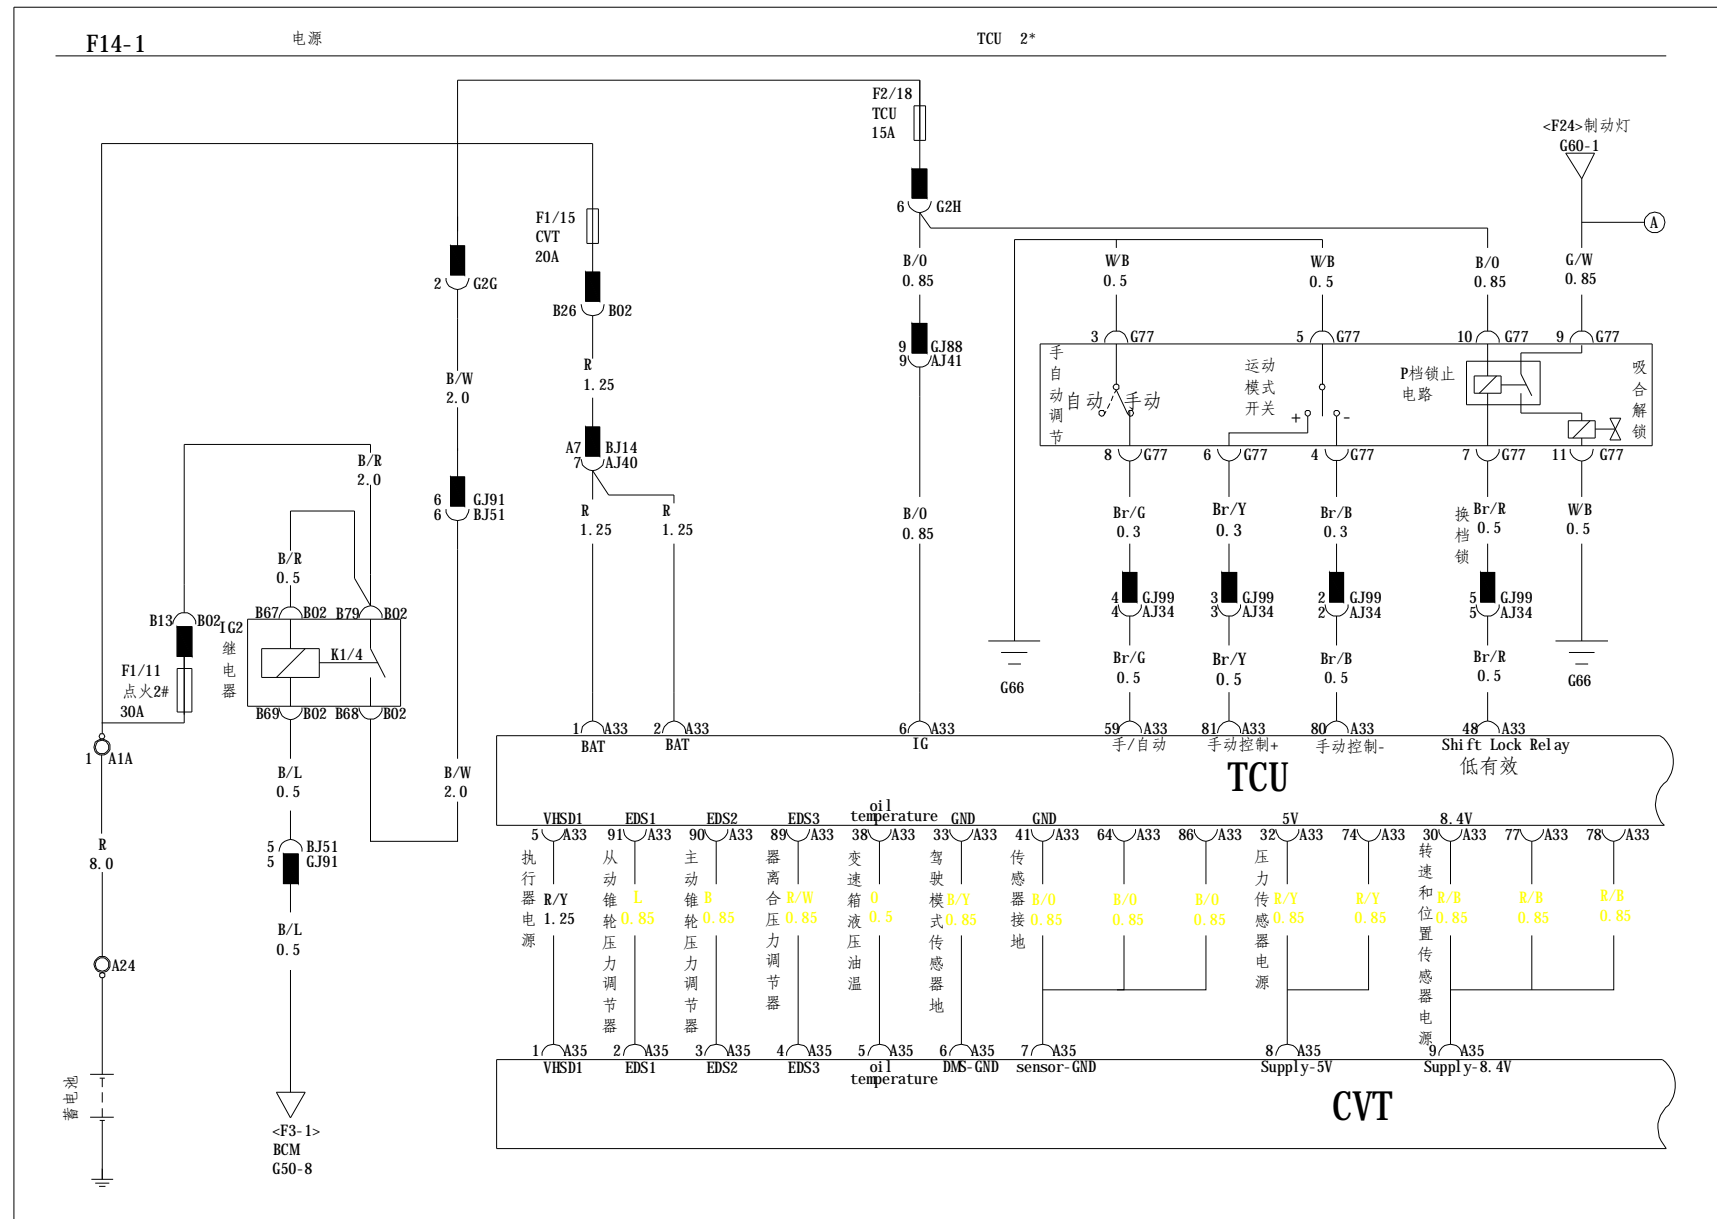 F14-1
电源
TCU 2*
F2/18
TCU
15A
<F24>制动灯
G60-1
A
6 G2H
F1/15
CVT
20A
2 G2G
B26 B02
B/O
0.85
W/B
0.5
W/B
0.5
B/O
0.85
G/W
0.85
9 GJ88
9 AJ41
3 G77
5 G77
10 G77
9 G77
手自动调节
自动
手动
运动
模式
开关
+
-
P档锁止
电路
吸合解锁
R
1.25
B/W
2.0
A7 BJ14
7 AJ40
8 G77
6 G77
4 G77
7 G77
11 G77
B/R
2.0
6 GJ91
6 BJ51
R
1.25
R
1.25
B/O
0.85
Br/G
0.3
Br/Y
0.3
Br/B
0.3
换档锁
Br/R
0.5
W/B
0.5
B/R
0.5
4 GJ99
4 AJ34
3 GJ99
3 AJ34
2 GJ99
2 AJ34
5 GJ99
5 AJ34
B13 B02
B67 B02
B79 B02
IG2
继电器
K1/4
F1/11
点火2#
30A
B69 B02
B68 B02
G66
Br/G
0.5
Br/Y
0.5
Br/B
0.5
Br/R
0.5
G66
1 A33
BAT
2 A33
BAT
6 A33
IG
59 A33
手/自动
81 A33
手动控制+
80 A33
手动控制-
48 A33
Shift Lock Relay
低有效
TCU
1 A1A
B/L
0.5
B/W
2.0
R
8.0
5 BJ51
5 GJ91
B/L
0.5
A24
VHSD1
5 A33
EDS1
91 A33
EDS2
90 A33
EDS3
89 A33
oil
temperature
38 A33
GND
33 A33
GND
41 A33
64 A33
86 A33
5V
32 A33
74 A33
8.4V
30 A33
77 A33
78 A33
执行器电源
R/Y
1.25
从动锥轮压力调节器
L
0.85
主动锥轮压力调节器
B
0.85
器离合压力调节器
R/W
0.85
变速箱液压油温
O
0.5
驾驶模式传感器地
B/Y
0.85
传感器接地
B/O
0.85
B/O
0.85
B/O
0.85
压力传感器电源
R/Y
0.85
R/Y
0.85
转速和位置传感器电源
R/B
0.85
R/B
0.85
R/B
0.85
1 A35
VHSD1
2 A35
EDS1
3 A35
EDS2
4 A35
EDS3
5 A35
oil
temperature
6 A35
DMS-GND
7 A35
sensor-GND
8 A35
Supply-5V
9 A35
Supply-8.4V
CVT
蓄电池
<F3-1>
BCM
G50-8